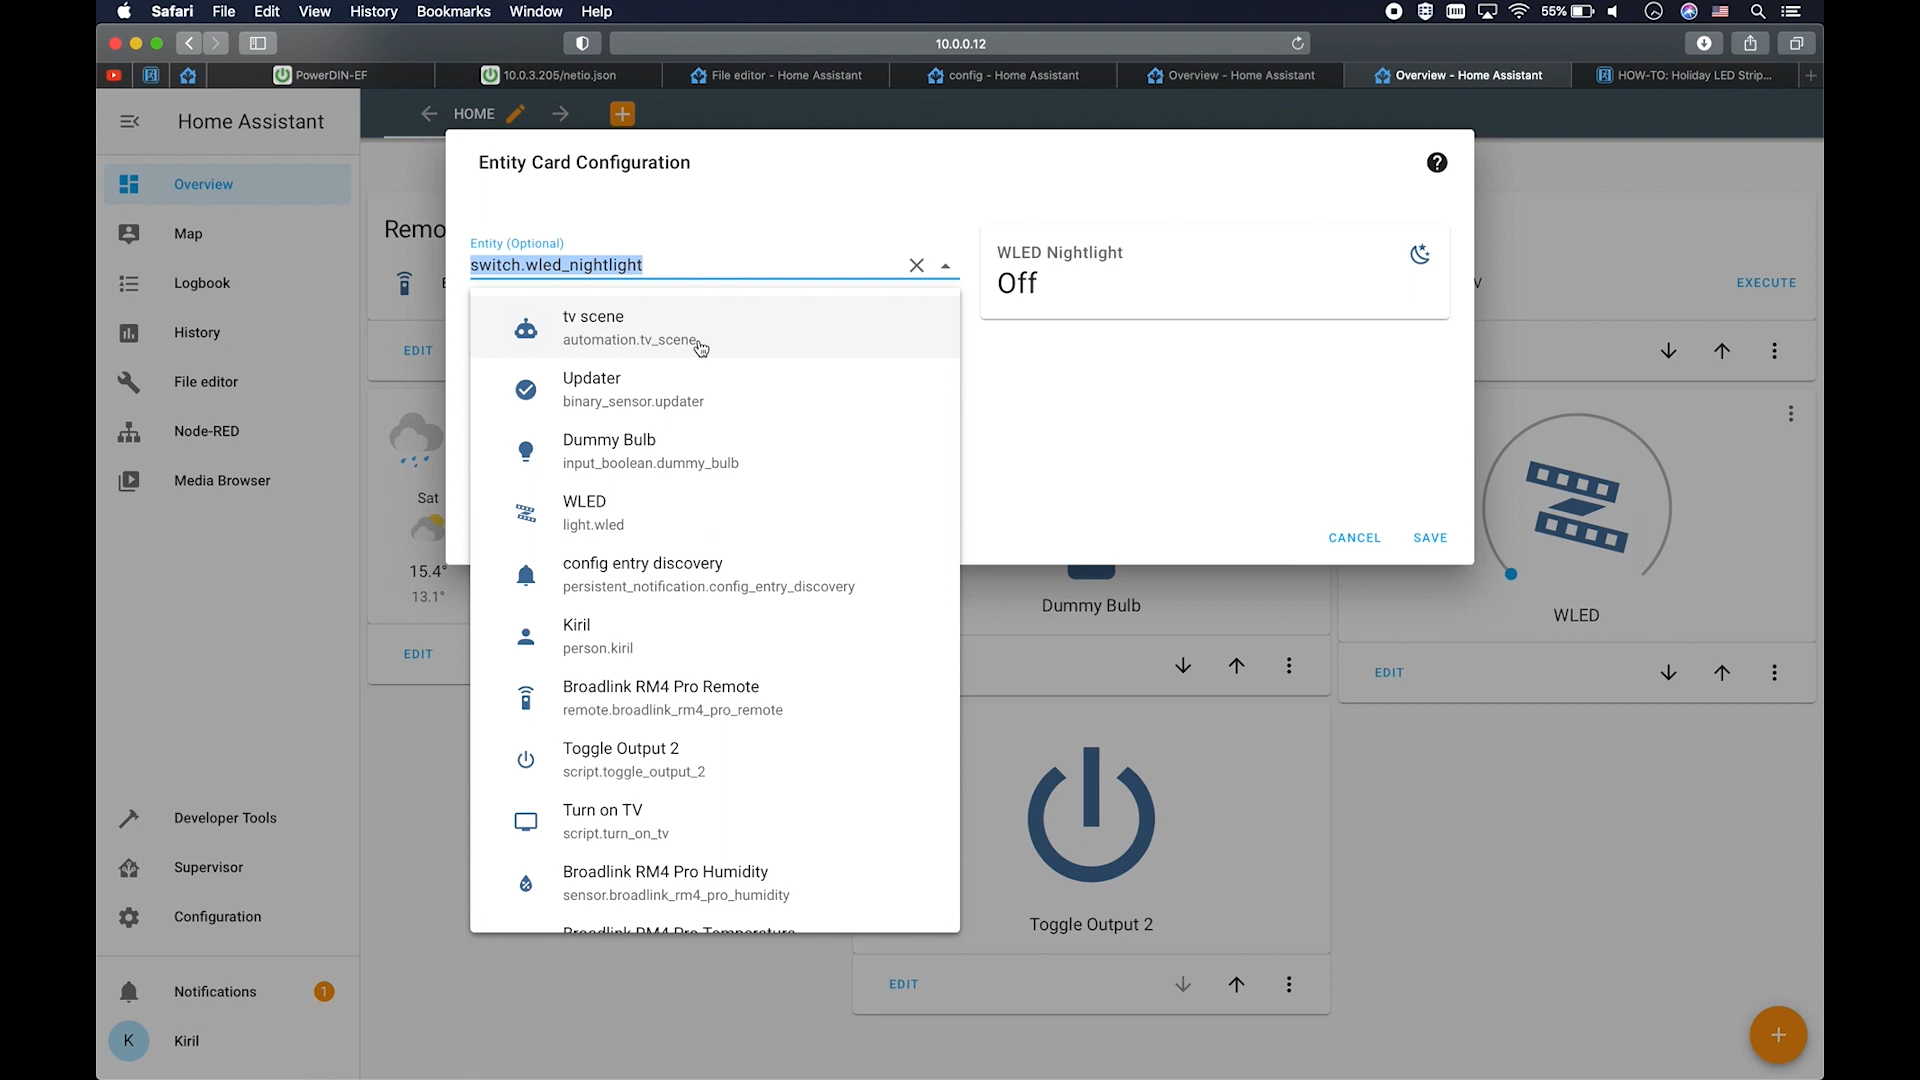 Safari File Edit View History Bookmarks Window Help
55%
10.0.0.12
PowerDIN-EF
10.0.3.205/netio.json
File editor - Home Assistant
config - Home Assistant
Overview - Home Assistant
Overview - Home Assistant
HOW-TO: Holiday LED Strip...
Home Assistant
HOME
Overview
Map
Logbook
History
File editor
Node-RED
Media Browser
Developer Tools
Supervisor
Configuration
Notifications
1
K
Kiril
Remo
EDIT
Sat
15.4°
13.1°
EDIT
Entity Card Configuration
Entity (Optional)
switch.wled_nightlight
tv scene
automation.tv_scene
Updater
binary_sensor.updater
Dummy Bulb
input_boolean.dummy_bulb
WLED
light.wled
config entry discovery
persistent_notification.config_entry_discovery
Kiril
person.kiril
Broadlink RM4 Pro Remote
remote.broadlink_rm4_pro_remote
Toggle Output 2
script.toggle_output_2
Turn on TV
script.turn_on_tv
Broadlink RM4 Pro Humidity
sensor.broadlink_rm4_pro_humidity
Broadlink RM4 Pro Temperature
WLED Nightlight
Off
CANCEL
SAVE
EXECUTE
Dummy Bulb
WLED
EDIT
Toggle Output 2
EDIT